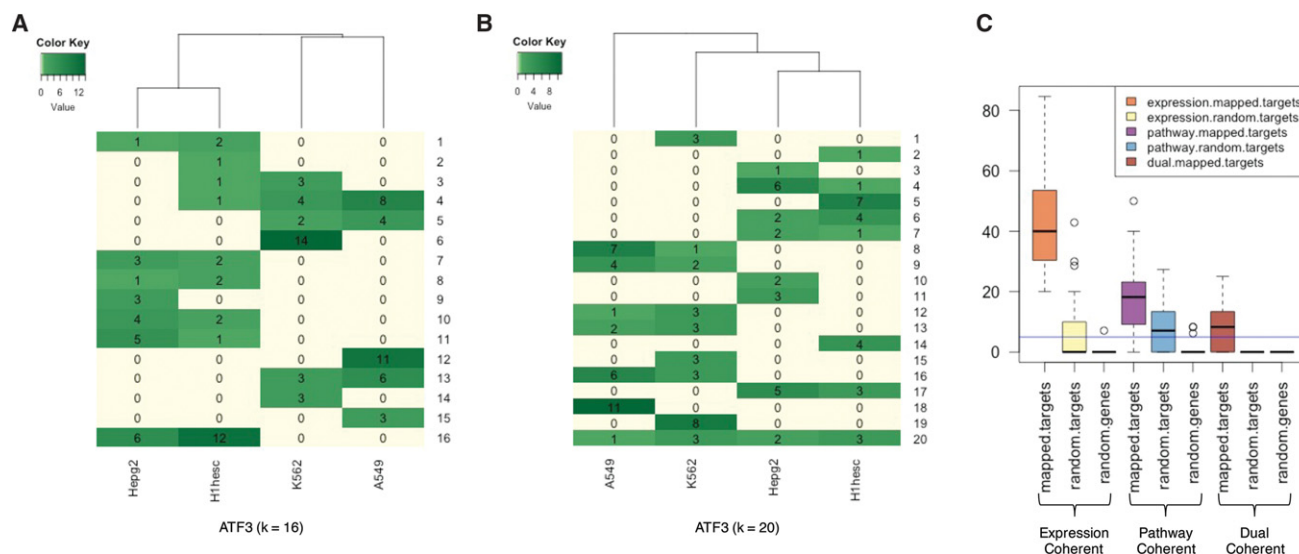 A
Color Key
0 6 12
Value
1 2 0 0 1
0 1 0 0 2
0 1 3 0 3
0 1 4 8 4
0 0 2 4 5
0 0 14 0 6
3 2 0 0 7
1 2 0 0 8
3 0 0 0 9
4 2 0 0 10
5 1 0 0 11
0 0 0 11 12
0 0 3 6 13
0 0 3 0 14
0 0 0 3 15
6 12 0 0 16
Hepg2 H1hesc K562 A549
ATF3 (k = 16)
B
Color Key
0 4 8
Value
0 3 0 0 1
0 0 0 1 2
0 0 1 0 3
0 0 6 1 4
0 0 0 7 5
0 0 2 4 6
0 0 2 1 7
7 1 0 0 8
4 2 0 0 9
0 0 2 0 10
0 0 3 0 11
1 3 0 0 12
2 3 0 0 13
0 0 0 4 14
0 3 0 0 15
6 3 0 0 16
0 0 5 3 17
11 0 0 0 18
0 8 0 0 19
1 3 2 3 20
A549 K562 Hepg2 H1hesc
ATF3 (k = 20)
C
expression.mapped.targets
expression.random.targets
pathway.mapped.targets
pathway.random.targets
dual.mapped.targets
80
60
40
20
0
mapped.targets random.targets random.genes mapped.targets random.targets random.genes mapped.targets random.targets random.genes
Expression Pathway Dual
Coherent Coherent Coherent